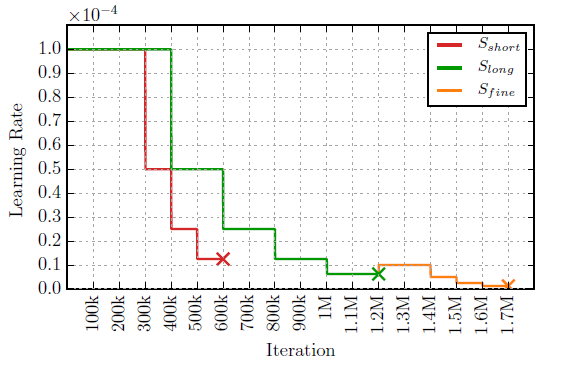 ×10⁻⁴
1.0
0.9
0.8
0.7
0.6
0.5
0.4
0.3
0.2
0.1
0.0
Learning Rate
S_short
S_long
S_fine
100k 200k 300k 400k 500k 600k 700k 800k 900k 1M 1.1M 1.2M 1.3M 1.4M 1.5M 1.6M 1.7M
Iteration